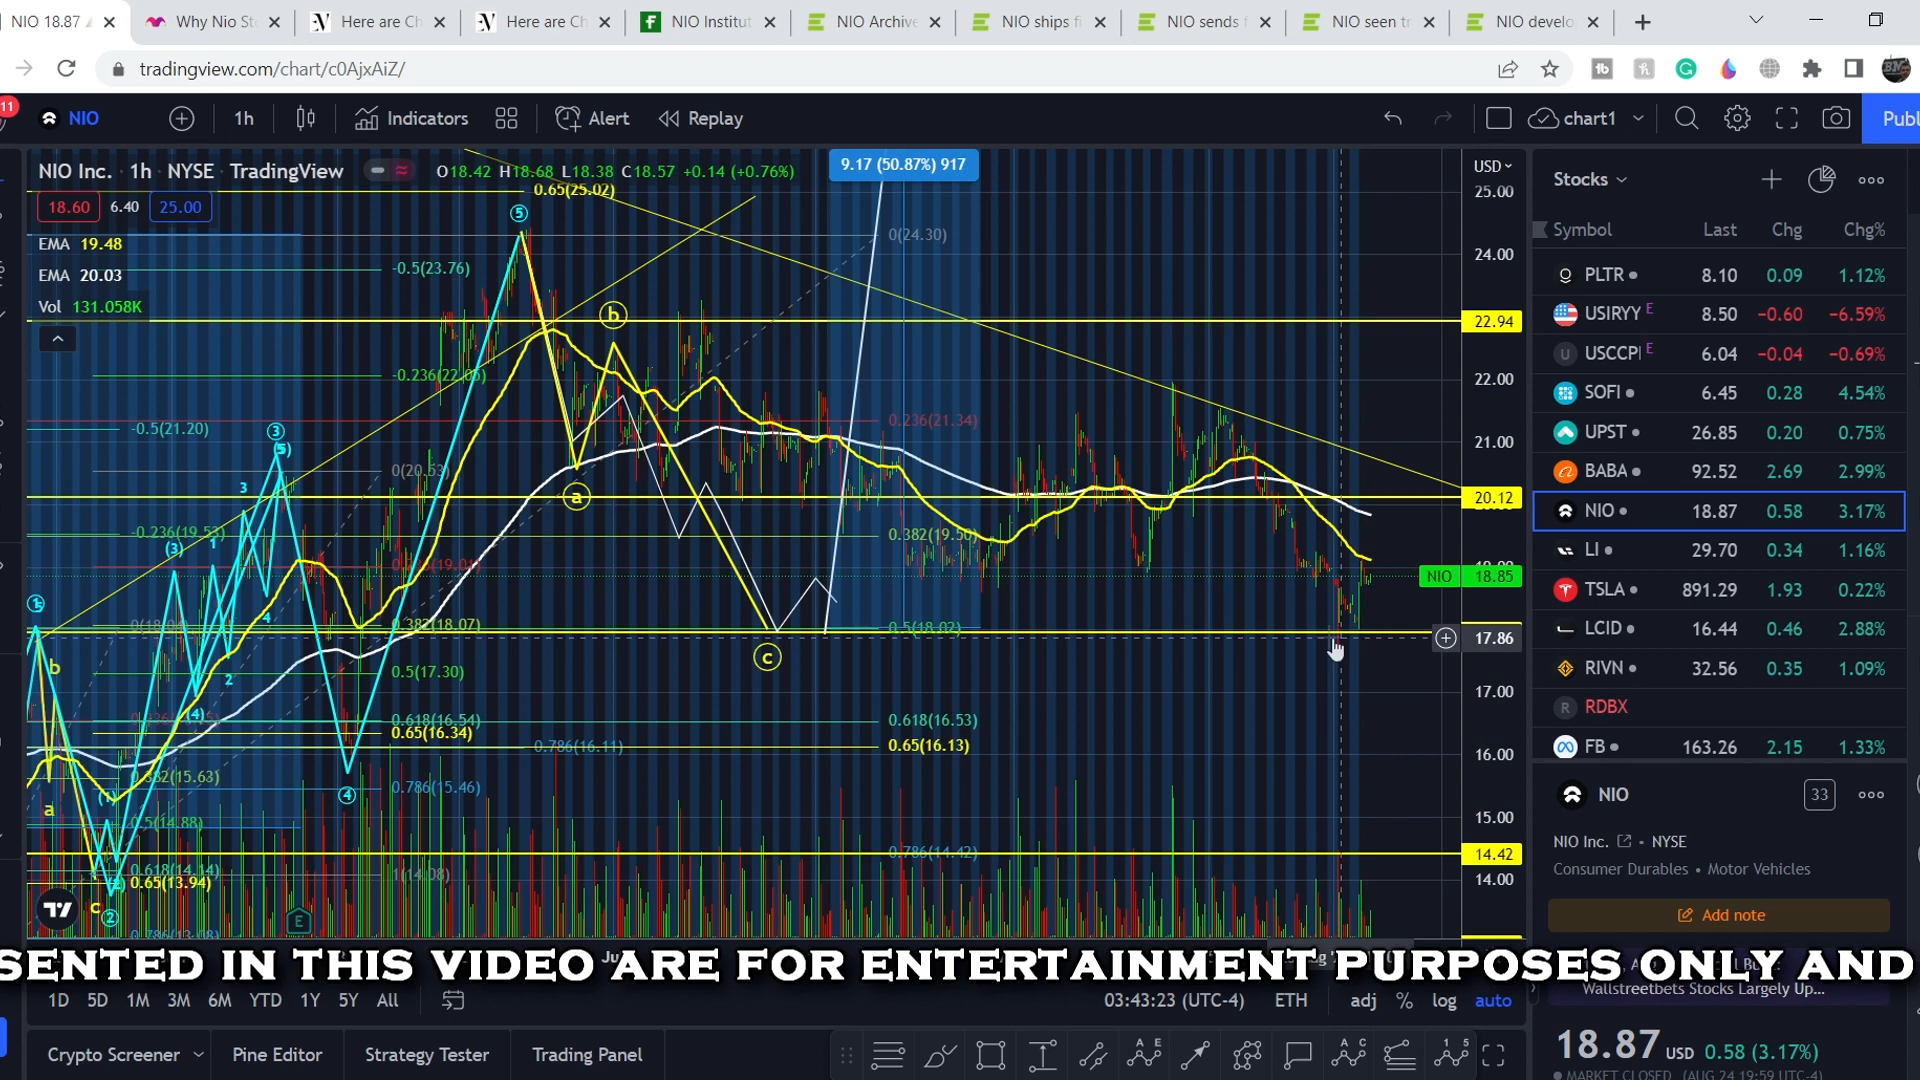 NIO 18.87
Why Nio St
Here are Ch
Here are Ch
NIO Institut
NIO Archive
NIO ships f
NIO sends f
NIO seen tr
NIO develo
tradingview.com/chart/c0AjxAiZ/
11
NIO
1h
Indicators
Alert
Replay
chart1
Publ
NIO Inc. · 1h · NYSE · TradingView
O18.42 H18.68 L18.38 C18.57 +0.14 (+0.76%)
9.17 (50.87%) 917
18.60 6.40 25.00
EMA 19.48
EMA 20.03
Vol 131.058K
0.65(25.02)
0(24.30)
-0.5(23.76)
-0.236(22.05)
0.236(21.34)
-0.5(21.20)
0(20.53)
-0.236(19.53)
0.382(19.50)
0.382(18.07)
0.5(18.02)
0.5(17.30)
0.618(16.54)
0.618(16.53)
0.65(16.34)
0.786(16.11)
0.65(16.13)
0.382(15.63)
0.786(15.46)
0.5(14.88)
0.786(14.42)
0.618(14.14)
1(14.08)
0.65(13.94)
5
b
a
c
3
3
(3)
1
4
2
(4)
4
b
a
(1)
c
2
E
USD
25.00
24.00
22.94
22.00
21.00
20.12
NIO 18.85
17.86
17.00
16.00
15.00
14.42
14.00
Stocks
Symbol Last Chg Chg%
PLTR 8.10 0.09 1.12%
USIRYY E 8.50 −0.60 −6.59%
USCCPI E 6.04 −0.04 −0.69%
SOFI 6.45 0.28 4.54%
UPST 26.85 0.20 0.75%
BABA 92.52 2.69 2.99%
NIO 18.87 0.58 3.17%
LI 29.70 0.34 1.16%
TSLA 891.29 1.93 0.22%
LCID 16.44 0.46 2.88%
RIVN 32.56 0.35 1.09%
RDBX
FB 163.26 2.15 1.33%
NIO
33
NIO Inc. • NYSE
Consumer Durables • Motor Vehicles
Add note
Wallstreetbets Stocks Largely Up...
18.87 USD 0.58 (3.17%)
MARKET CLOSED (AUG 24 19:59 UTC-4)
SENTED IN THIS VIDEO ARE FOR ENTERTAINMENT PURPOSES ONLY AND
1D 5D 1M 3M 6M YTD 1Y 5Y All
03:43:23 (UTC-4) ETH adj % log auto
Crypto Screener
Pine Editor
Strategy Tester
Trading Panel